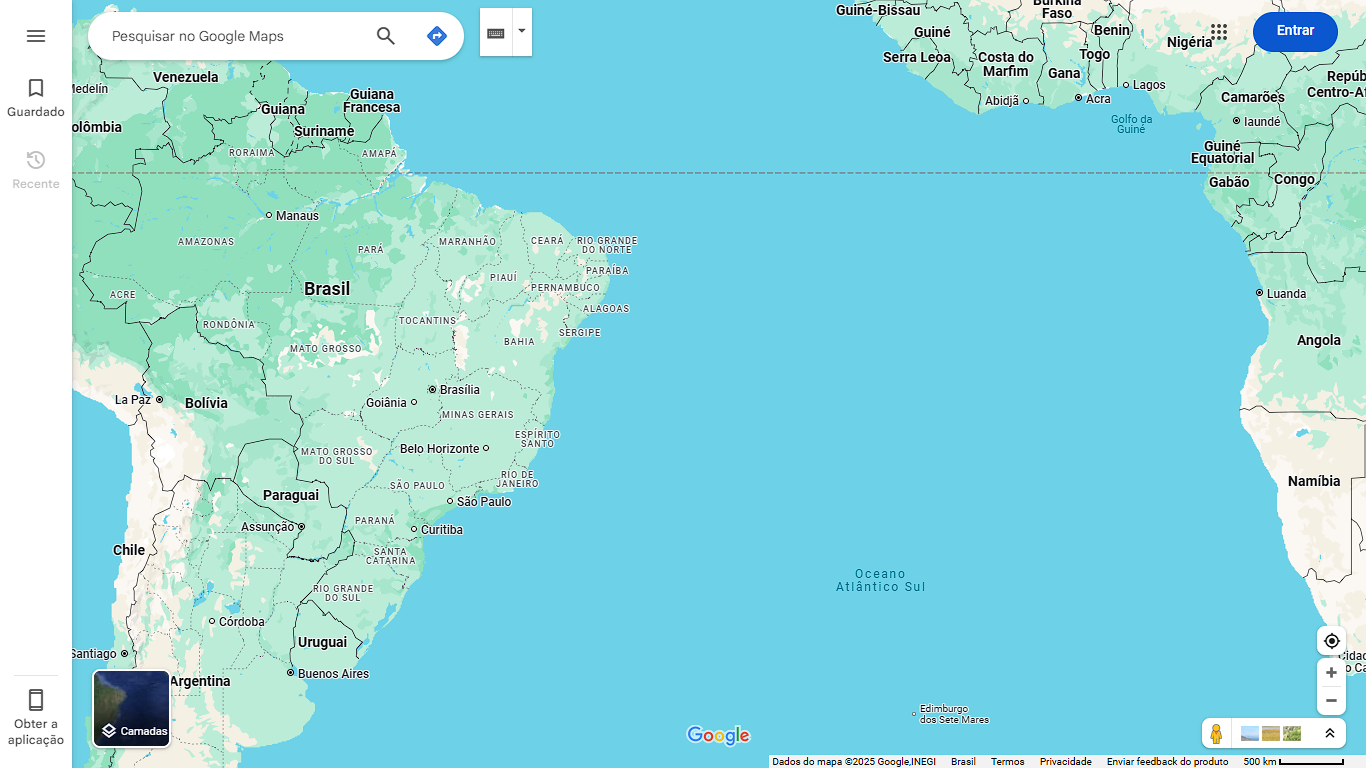 Pesquisar no Google Maps
Entrar
Guardado
Recente
Obter a
aplicação
Camadas
Venezuela
Medelín
Guiana
Guiana
Francesa
Suriname
RORAIMA
AMAPÁ
Manaus
AMAZONAS
PARÁ
MARANHÃO
CEARÁ
RIO GRANDE
DO NORTE
PARAÍBA
PIAUÍ
PERNAMBUCO
ALAGOAS
SERGIPE
Brasil
ACRE
RONDÔNIA
TOCANTINS
BAHIA
MATO GROSSO
Brasília
Goiânia
MINAS GERAIS
La Paz
Bolívia
ESPÍRITO
SANTO
Belo Horizonte
MATO GROSSO
DO SUL
RIO DE
JANEIRO
SÃO PAULO
São Paulo
Paraguai
PARANÁ
Assunção
Curitiba
Chile
SANTA
CATARINA
RIO GRANDE
DO SUL
Córdoba
Uruguai
Santiago
Buenos Aires
Argentina
Guiné-Bissau
Guiné
Serra Leoa
Costa do
Marfim
Abidjã
Burkina
Faso
Gana
Togo
Benin
Acra
Nigéria
Lagos
Golfo da
Guiné
Camarões
Iaundé
Guiné
Equatorial
Gabão
Congo
Luanda
Angola
Namíbia
Oceano
Atlântico Sul
Edimburgo
dos Sete Mares
Google
Dados do mapa ©2025 Google,INEGI
Brasil
Termos
Privacidade
Enviar feedback do produto
500 km